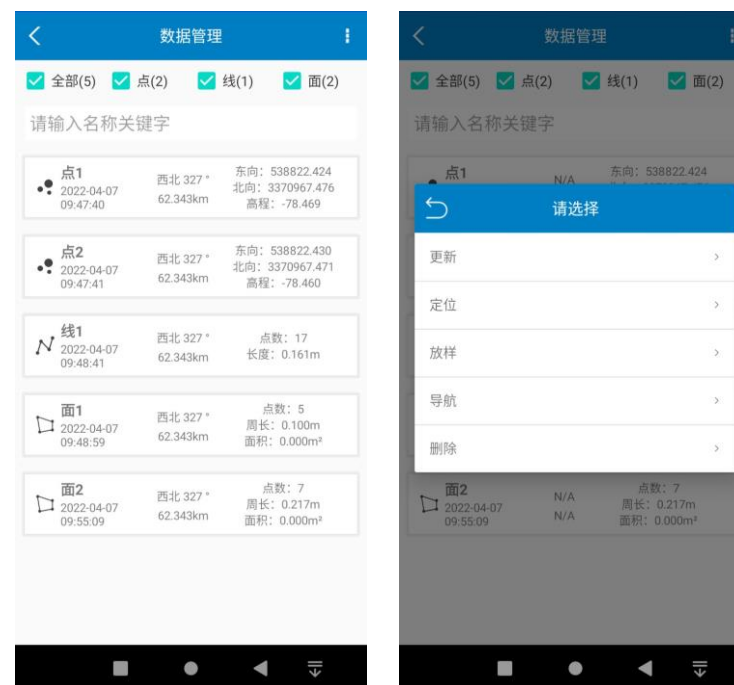 数据管理
全部(5) 点(2) 线(1) 面(2)
请输入名称关键字
点1
2022-04-07
09:47:40
西北 327 °
62.343km
东向: 538822.424
北向: 3370967.476
高程: -78.469
点2
2022-04-07
09:47:41
西北 327 °
62.343km
东向: 538822.430
北向: 3370967.471
高程: -78.460
线1
2022-04-07
09:48:41
西北 327 °
62.343km
点数: 17
长度: 0.161m
面1
2022-04-07
09:48:59
西北 327 °
62.343km
点数: 5
周长: 0.100m
面积: 0.000m²
面2
2022-04-07
09:55:09
西北 327 °
62.343km
点数: 7
周长: 0.217m
面积: 0.000m²
数据管理
全部(5) 点(2) 线(1) 面(2)
请输入名称关键字
点1
N/A
东向: 538822.424
请选择
更新
定位
放样
导航
删除
面2
2022-04-07
09:55:09
N/A
N/A
点数: 7
周长: 0.217m
面积: 0.000m²